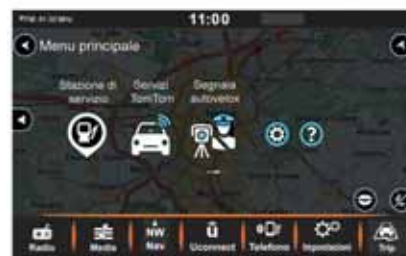 11:00
Menu principale
Stazione di servizio
Servizi TomTom
Segnala autovelox
?
Radio
Media
NW
Nav
Uconnect
Telefono
Impostazioni
Trip